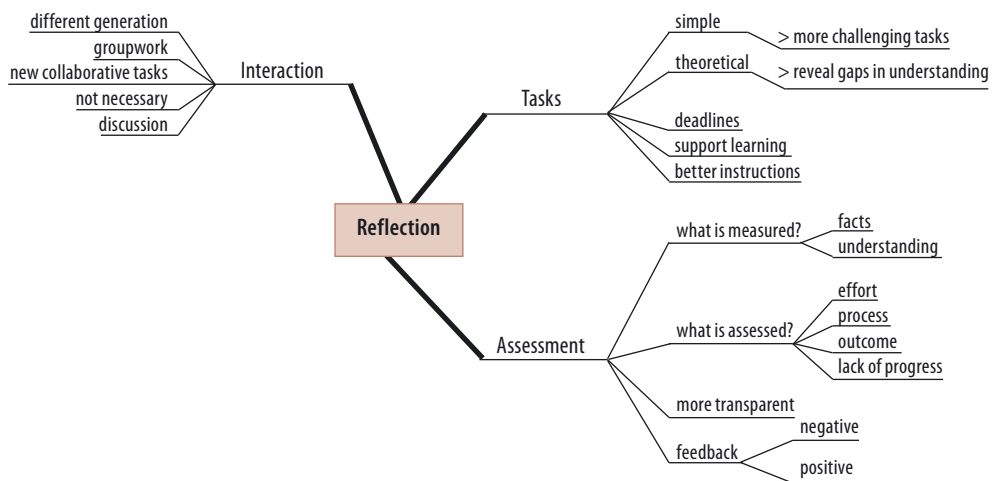 different generation
groupwork
new collaborative tasks
not necessary
discussion
Interaction
Tasks
simple
> more challenging tasks
theoretical
> reveal gaps in understanding
deadlines
support learning
better instructions
Reflection
Assessment
what is measured?
facts
understanding
what is assessed?
effort
process
outcome
lack of progress
more transparent
feedback
negative
positive